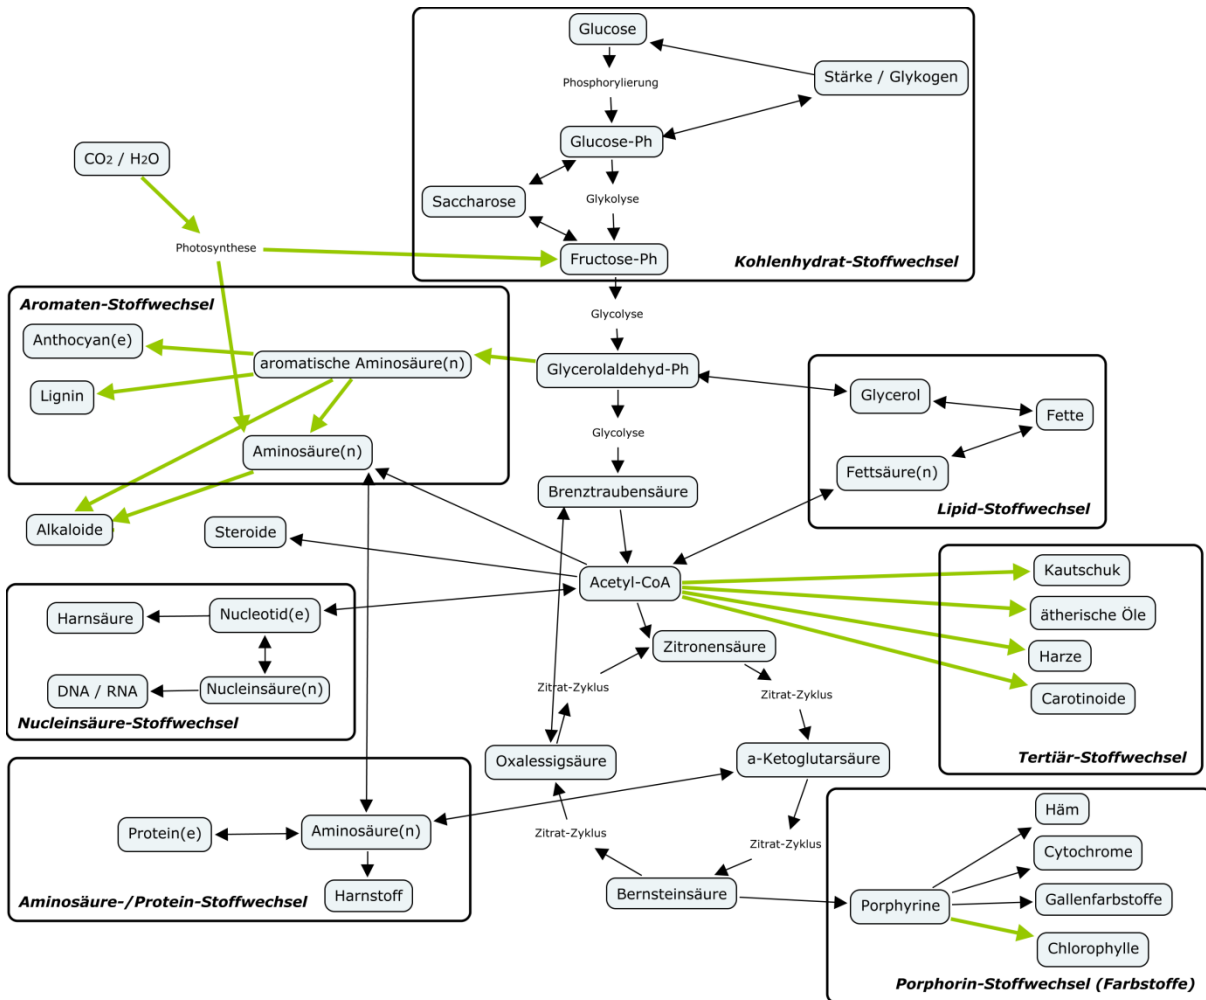 Glucose
Stärke / Glykogen
Phosphorylierung
Glucose-Ph
CO2 / H2O
Saccharose
Glykolyse
Photosynthese
Fructose-Ph
Kohlenhydrat-Stoffwechsel
Aromaten-Stoffwechsel
Glycolyse
Anthocyan(e)
aromatische Aminosäure(n)
Glycerolaldehyd-Ph
Lignin
Glycerol
Fette
Glycolyse
Aminosäure(n)
Fettsäure(n)
Brenztraubensäure
Lipid-Stoffwechsel
Alkaloide
Steroide
Acetyl-CoA
Kautschuk
ätherische Öle
Harze
Carotinoide
Tertiär-Stoffwechsel
Harnsäure
Nucleotid(e)
DNA / RNA
Nucleinsäure(n)
Nucleinsäure-Stoffwechsel
Zitronensäure
Zitrat-Zyklus
Zitrat-Zyklus
Oxalessigsäure
a-Ketoglutarsäure
Zitrat-Zyklus
Zitrat-Zyklus
Protein(e)
Aminosäure(n)
Harnstoff
Aminosäure-/Protein-Stoffwechsel
Bernsteinsäure
Porphyrine
Häm
Cytochrome
Gallenfarbstoffe
Chlorophylle
Porphorin-Stoffwechsel (Farbstoffe)